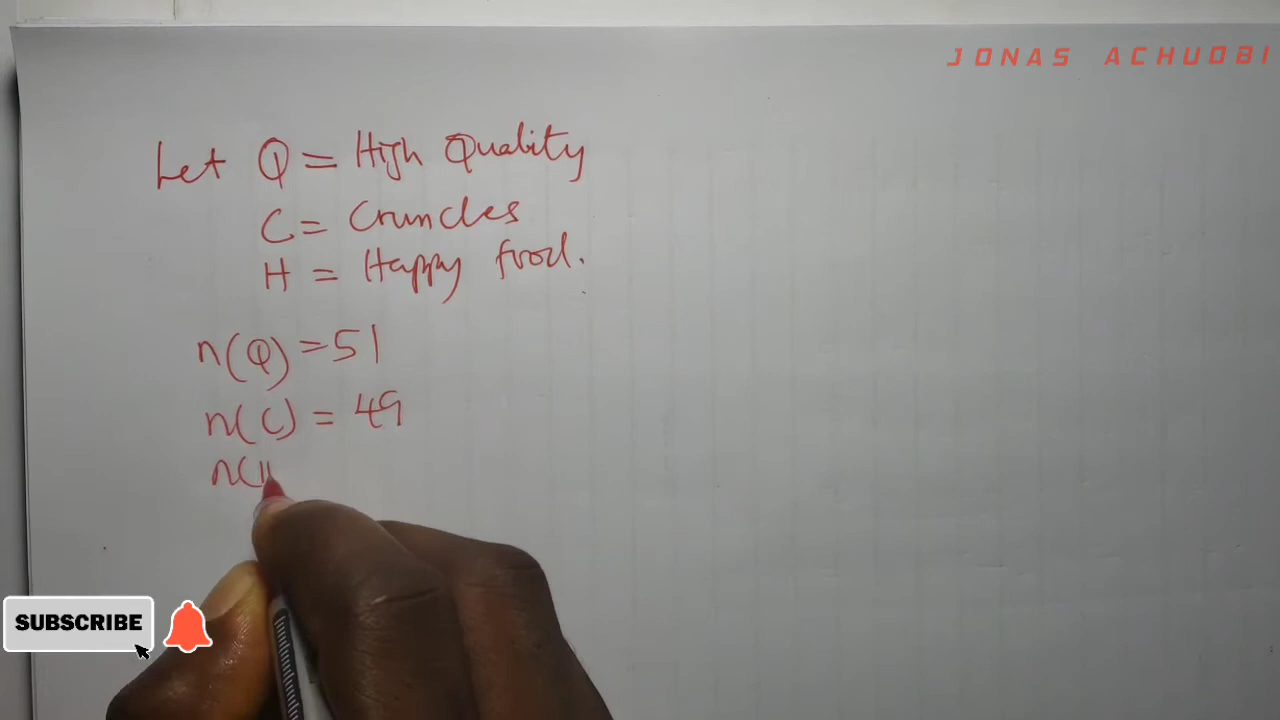 JONAS ACHUOBI
Let Q = High Quality
C = Cruncles
H = Happy food.
n(Q) = 51
n(C) = 49
n(H
SUBSCRIBE